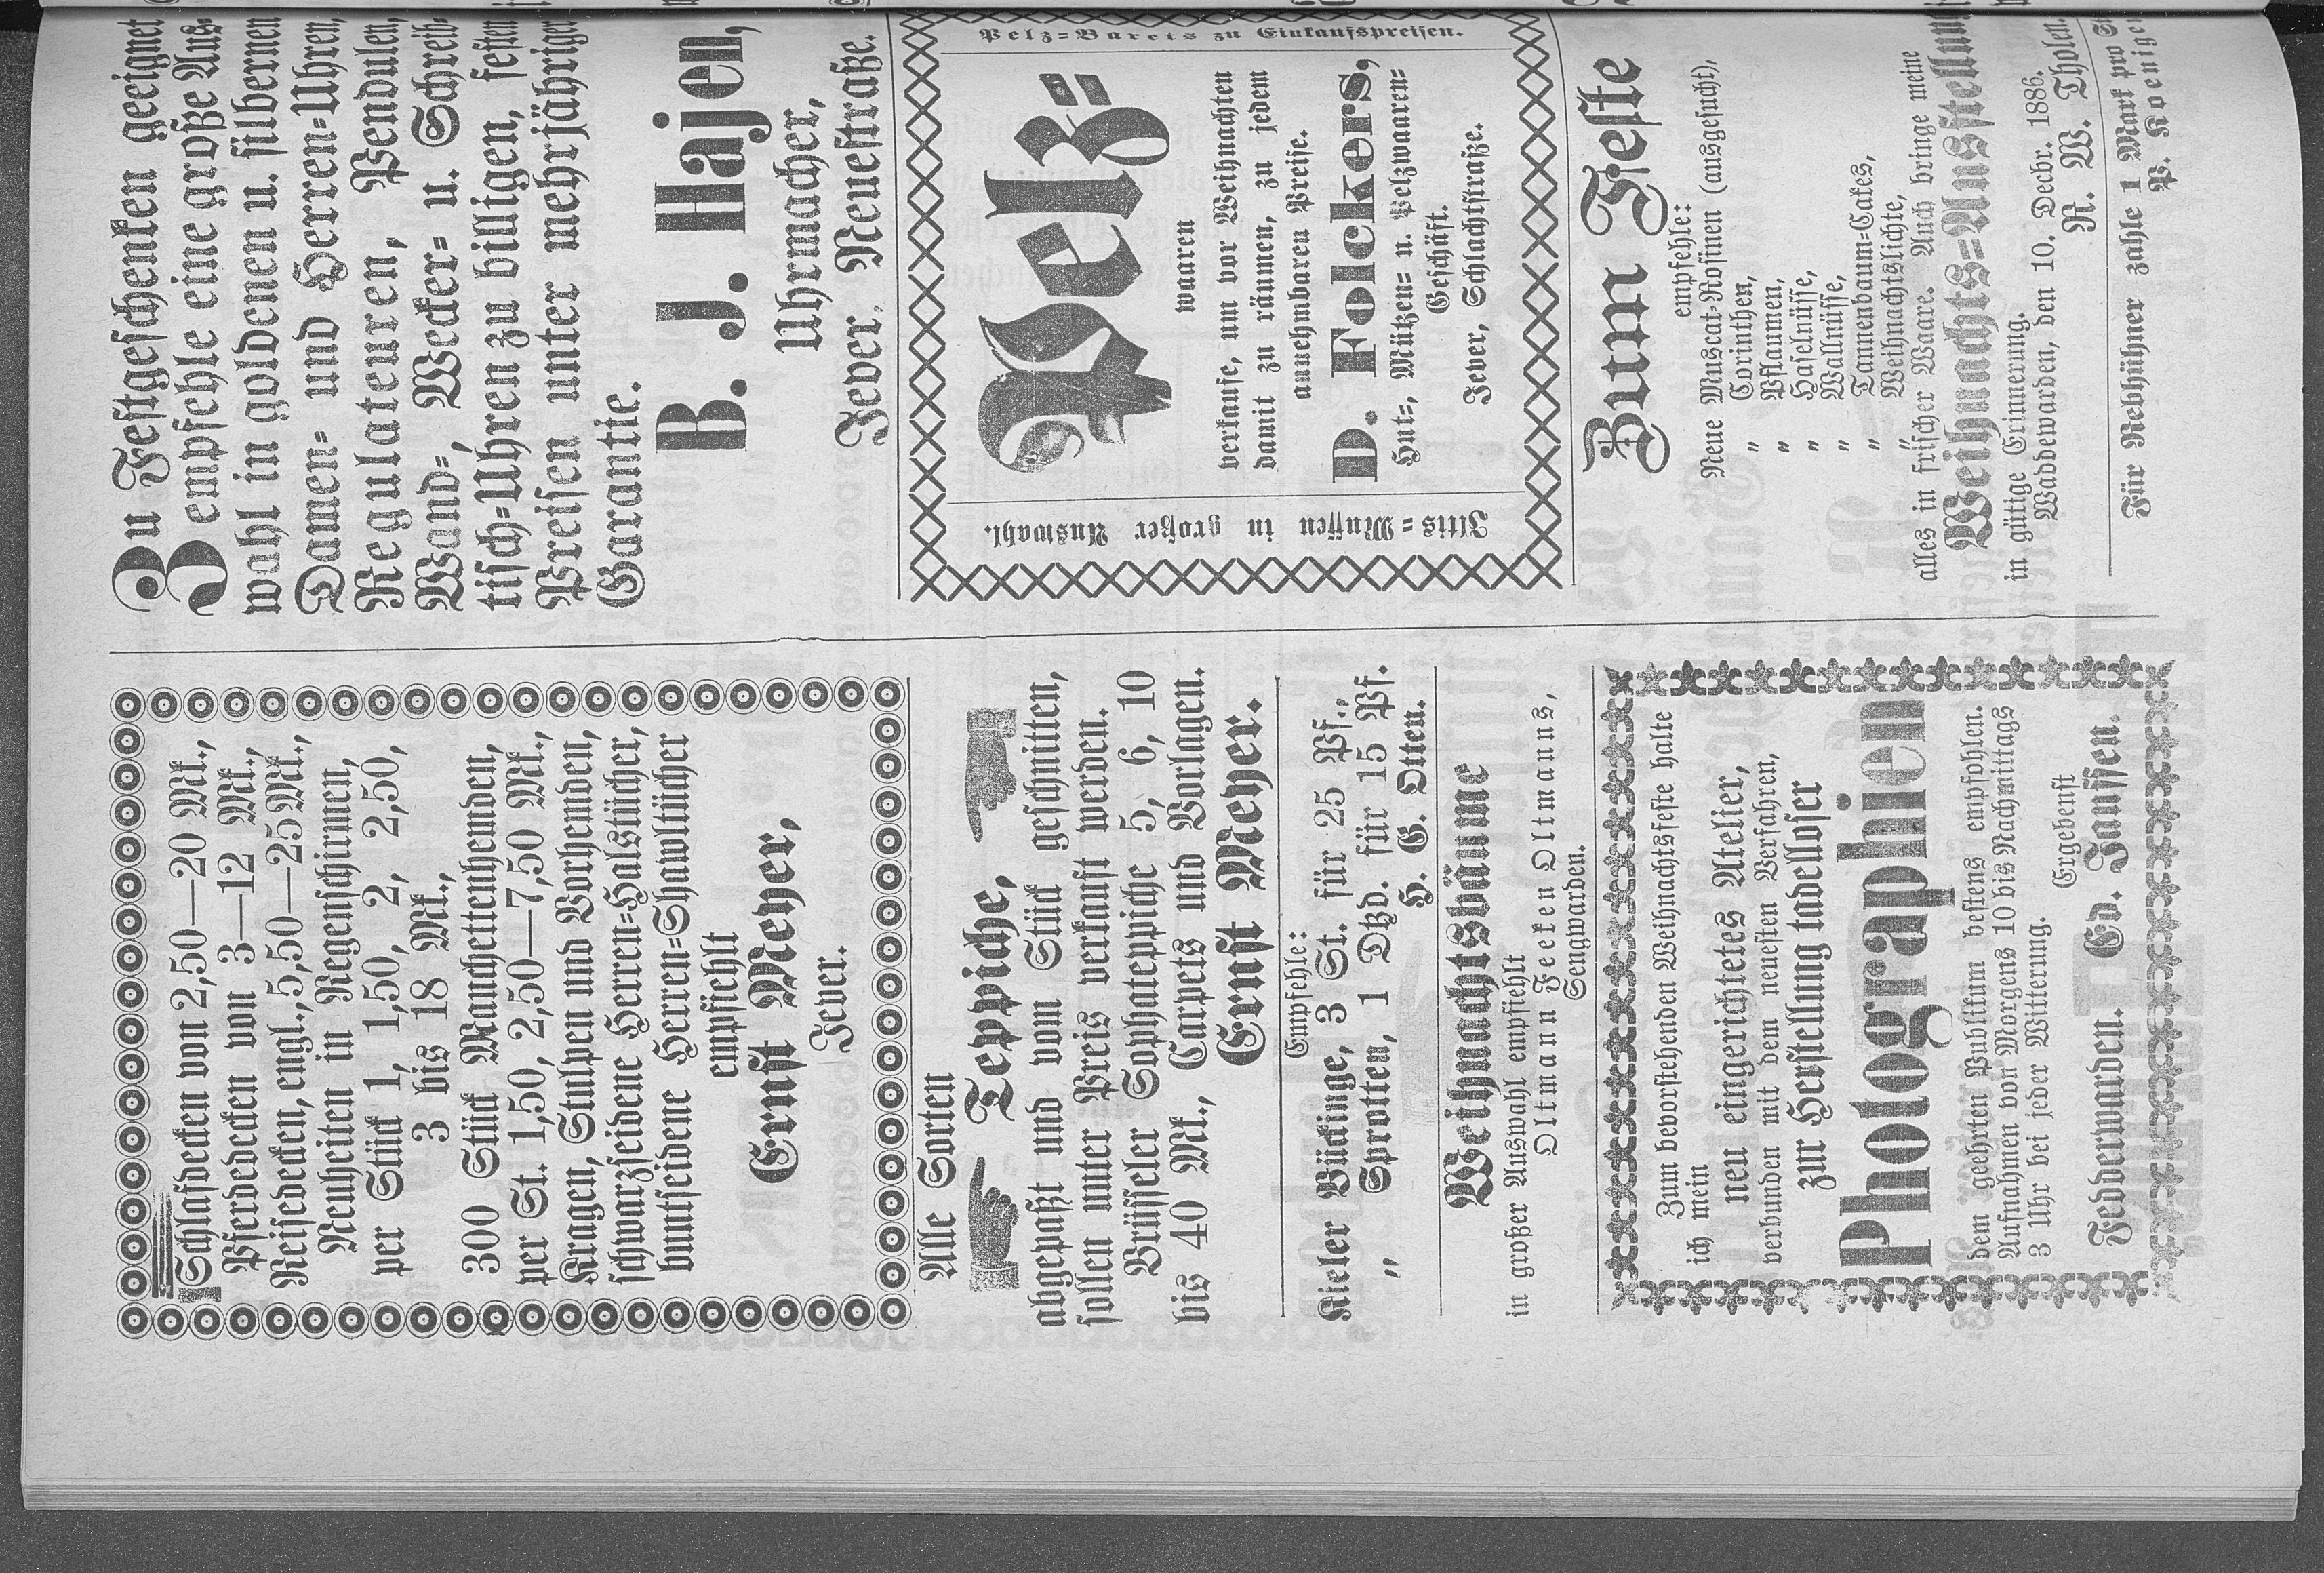 Zu Festgeschenken geeignet
empfehle eine große Aus-
wahl in goldenen u. silbernen
Damen- und Herren-Uhren,
Regulateuren, Pendulen,
Wand-, Wecker- u. Schreib-
tisch-Uhren zu billigen, festen
Preisen unter mehrjähriger
Garantie.
B. J. Hajen,
Uhrmacher,
Jever. Neuestraße.
Iltis-Muffen in großer Auswahl.
Pelz-Barets zu Einkaufspreisen.
Pelz-
waaren
verkaufe, um vor Weihnachten
damit zu räumen, zu jedem
annehmbaren Preise.
D. Folckers,
Hut-, Mützen- u. Pelzwaaren-
Geschäft.
Jever, Schlachtstraße.
Zum Feste
empfehle:
Neue Muscat-Rosinen (ausgesucht),
" Corinthen,
" Pflaumen,
" Haselnüsse,
" Wallnüsse,
" Tannenbaum-Cakes,
" Weihnachtslichte,
alles in frischer Waare. Auch bringe meine
Weihnachts-Ausstellung
in gütige Erinnerung.
Waddewarden, den 10. Decbr. 1886.
R. W. Tholen.
Für Rebhühner zahle 1 Mark pro St
P. Koeniger
Schlafdecken von 2,50—20 Mk.,
Pferdedecken von 3—12 Mk.,
Reisedecken, engl., 5,50—25 Mk.,
Neuheiten in Regenschirmen,
per Stück 1, 1,50, 2, 2,50,
3 bis 18 Mk.,
300 Stück Manchettenhemden,
per St. 1,50, 2,50—7,50 Mk.,
Kragen, Stulpen und Vorhemden,
schwarzseidene Herren-Halstücher,
buntseidene Herren-Shawltücher
empfiehlt
Ernst Meyer,
Jever.
Alle Sorten
Teppiche,
abgepaßt und vom Stück geschnitten,
sollen unter Preis verkauft werden.
Brüsseler Sophateppiche 5, 6, 10
bis 40 Mk., Carpets und Vorlagen.
Ernst Meyer.
Empfehle:
Kieler Bückinge, 3 St. für 25 Pf.,
" Sprotten, 1 Dtzd. für 15 Pf.
H. G. Otten.
Weihnachtsbäume
in großer Auswahl empfiehlt
Oltmann Feeken Oltmanns,
Sengwarden.
Zum bevorstehenden Weihnachtsfeste halte
ich mein
neu eingerichtetes Atelier,
verbunden mit dem neuesten Verfahren,
zur Herstellung tadelloser
Photographien
dem geehrten Publikum bestens empfohlen.
Aufnahmen von Morgens 10 bis Nachmittags
3 Uhr bei jeder Witterung.
Ergebenst
Fedderwarden. Ed. Janssen.